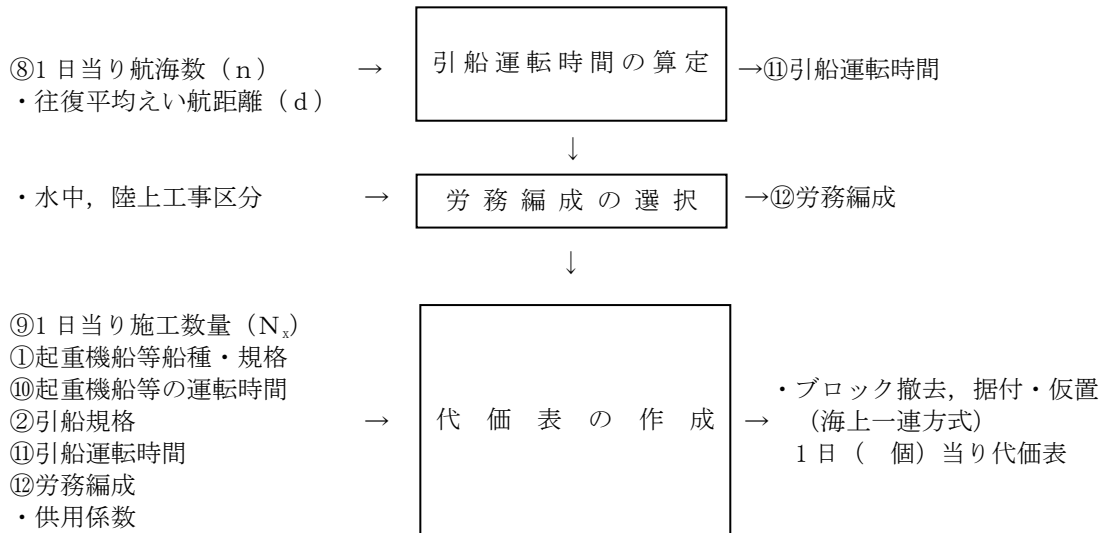 ⑧1日当り航海数（n） → 引船運転時間の算定 →⑪引船運転時間
・往復平均えい航距離（d）
↓
・水中，陸上工事区分 → 労務編成の選択 →⑫労務編成
↓
⑨1日当り施工数量（Nx）
①起重機船等船種・規格
⑩起重機船等の運転時間 ・ブロック撤去，据付・仮置
②引船規格 → 代価表の作成 → （海上一連方式）
⑪引船運転時間 1日（　個）当り代価表
⑫労務編成
・供用係数